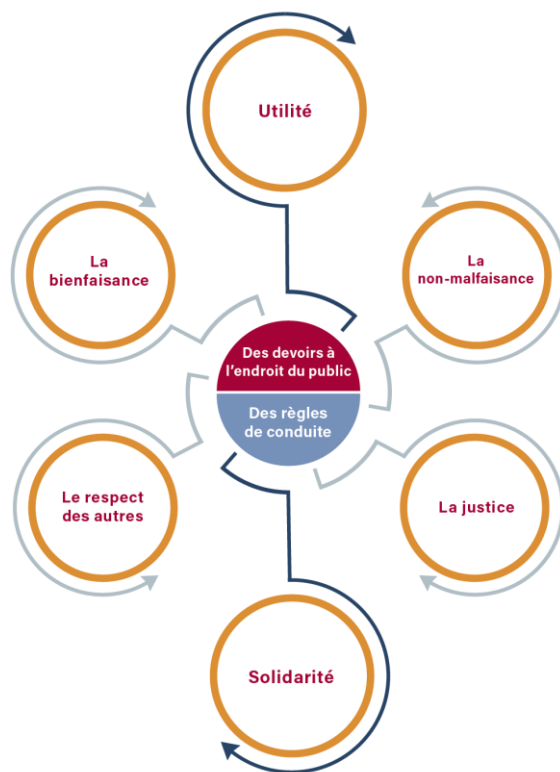 Utilité
La
bienfaisance
La
non-malfaisance
Des devoirs à
l'endroit du public
Des règles
de conduite
Le respect
des autres
La justice
Solidarité